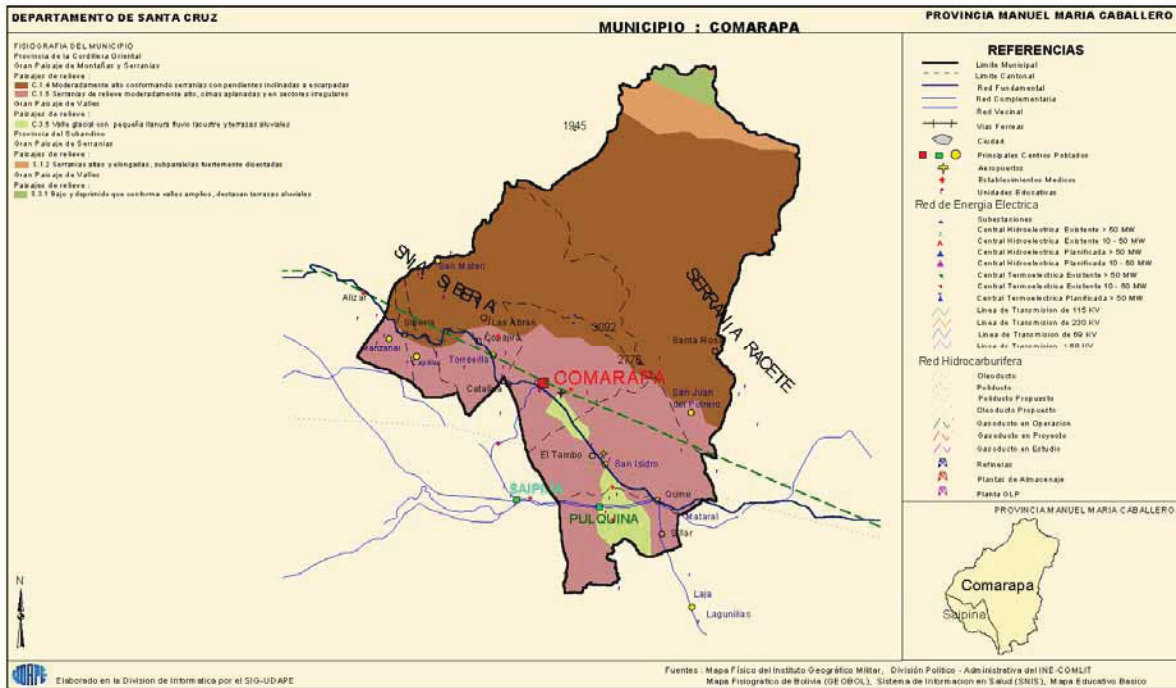 DEPARTAMENTO DE SANTA CRUZ
MUNICIPIO : COMARAPA
PROVINCIA MANUEL MARIA CABALLERO
FISIOGRAFIA DEL MUNICIPIO
Provincia de la Cordillera Oriental
Gran Paisaje de Montañas y Serranias
Paisajes de relieve :
C.1.4 Moderadamente alto conformando serranias con pendientes inclinadas a escarpadas
C.1.5 Serranias de relieve moderadamente alto, cimas aplanadas y en sectores irregulares
Gran Paisaje de Valles
Paisajes de relieve :
C.3.5 Valle glacial con pequeña llanura fluvio lacustre y terrazas aluviales
Provincia del Subandino
Gran Paisaje de Serranias
Paisajes de relieve :
S.1.2 Serranias altas y elongadas, subparalelas fuertemente disectadas
Gran Paisaje de Valles
Paisajes de relieve :
S.3.1 Bajo y deprimido que conforma valles amplios, destacan terrazas aluviales
1945
SNIA. SIBERIA
San Mateo
SERRANIA RACETE
Alizar
Siberia
Las Abras
3092
Cohajira
Santa Rosa
Manzanar
Capillas
Torrecilla
2778
COMARAPA
San Juan
del Potrero
El Tambo
San Isidro
SAIPINA
Quine
PULQUINA
Mataral
Sillar
Laja
Lagunillas
N
REFERENCIAS
Limite Municipal
Limite Cantonal
Red Fundamental
Red Complementaria
Red Vecinal
Vias Ferreas
Ciudad
Principales Centros Poblados
Aeropuertos
Establecimientos Medicos
Unidades Educativas
Red de Energia Electrica
Subestaciones
Central Hidroelectrica Existente > 50 MW
Central Hidroelectrica Existente 10 - 50 MW
Central Hidroelectrica Planificada > 50 MW
Central Hidroelectrica Planificada 10 - 50 MW
Central Termoelectrica Existente > 50 MW
Central Termoelectrica Existente 10 - 50 MW
Central Termoelectrica Planificada > 50 MW
Linea de Transmision de 115 KV
Linea de Transmision de 230 KV
Linea de Transmision de 69 KV
Red Hidrocarburifera
Oleoducto
Poliducto
Poliducto Propuesto
Oleoducto Propuesto
Gasoducto en Operacion
Gasoducto en Proyecto
Gasoducto en Estudio
Refineras
Plantas de Almacenaje
Planta GLP
PROVINCIA MANUEL MARIA CABALLERO
Comarapa
Saipina
UDAPE
Elaborado en la Division de Informatica por el SIG-UDAPE
Fuentes : Mapa Físico del Instituto Geográfico Militar, División Politico - Administrativa del INE-COMLIT
Mapa Fisiografico de Bolivia (GEOBOL), Sistema de Informacion en Salud (SNIS), Mapa Educativo Basico